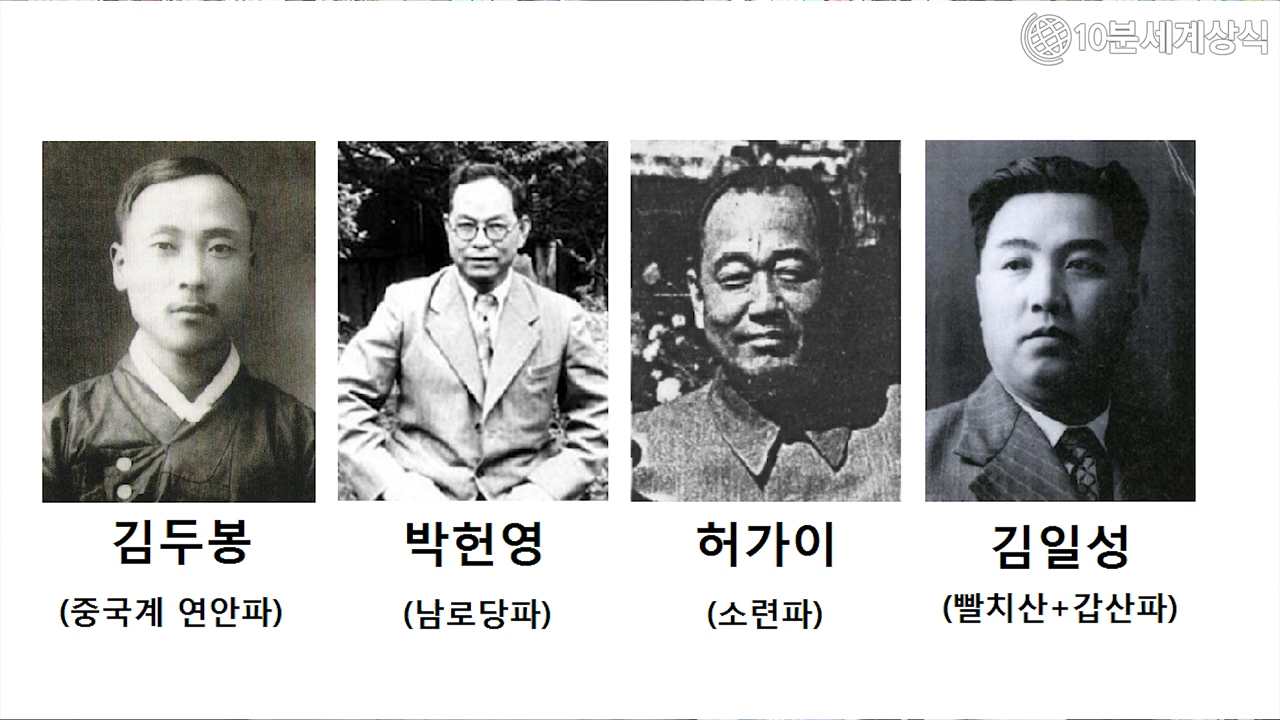 10분세계상식
김두봉
(중국계 연안파)
박헌영
(남로당파)
허가이
(소련파)
김일성
(빨치산+갑산파)